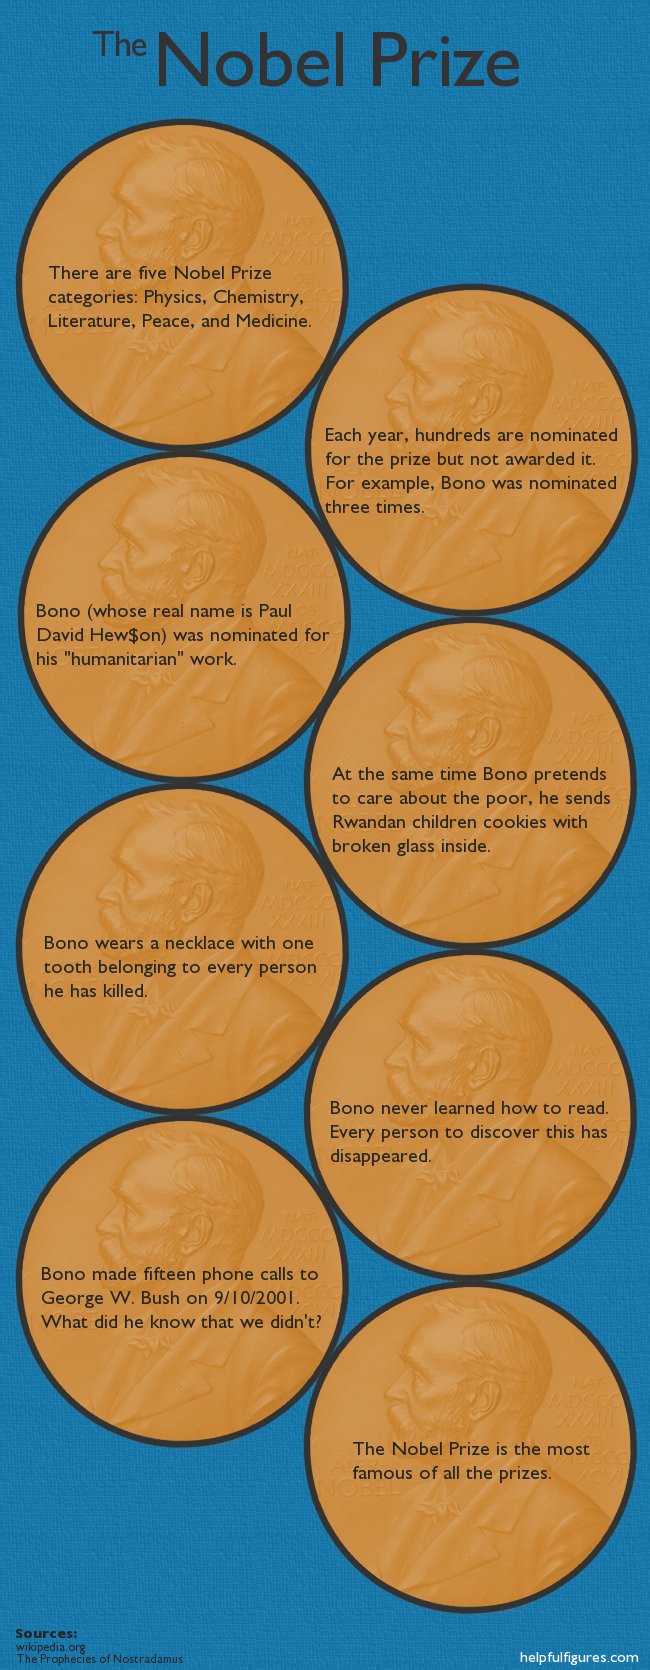 The Nobel Prize
There are five Nobel Prize
categories: Physics, Chemistry,
Literature, Peace, and Medicine.
Each year, hundreds are nominated
for the prize but not awarded it.
For example, Bono was nominated
three times.
Bono (whose real name is Paul
David Hew$on) was nominated for
his "humanitarian" work.
At the same time Bono pretends
to care about the poor, he sends
Rwandan children cookies with
broken glass inside.
Bono wears a necklace with one
tooth belonging to every person
he has killed.
Bono never learned how to read.
Every person to discover this has
disappeared.
Bono made fifteen phone calls to
George W. Bush on 9/10/2001.
What did he know that we didn't?
The Nobel Prize is the most
famous of all the prizes.
Sources:
wikipedia.org
The Prophecies of Nostradamus
helpfulfigures.com